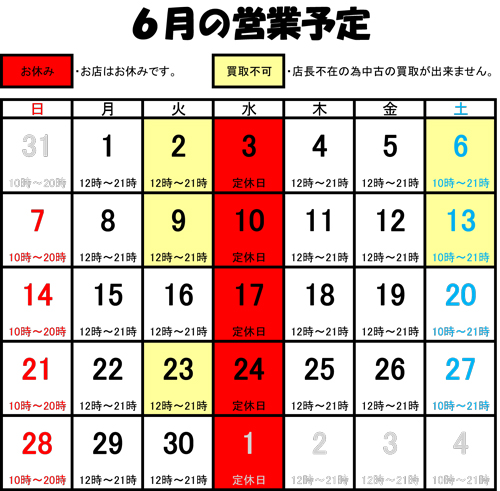 6月の営業予定
お休み ・お店はお休みです。 買取不可 ・店長不在の為中古の買取が出来ません。
日 月 火 水 木 金 土
31 1 2 3 4 5 6
10時～20時 12時～21時 12時～21時 定休日 12時～21時 12時～21時 10時～21時
7 8 9 10 11 12 13
10時～20時 12時～21時 12時～21時 定休日 12時～21時 12時～21時 10時～21時
14 15 16 17 18 19 20
10時～20時 12時～21時 12時～21時 定休日 12時～21時 12時～21時 10時～21時
21 22 23 24 25 26 27
10時～20時 12時～21時 12時～21時 定休日 12時～21時 12時～21時 10時～21時
28 29 30 1 2 3 4
10時～20時 12時～21時 12時～21時 定休日 12時～21時 12時～21時 10時～21時